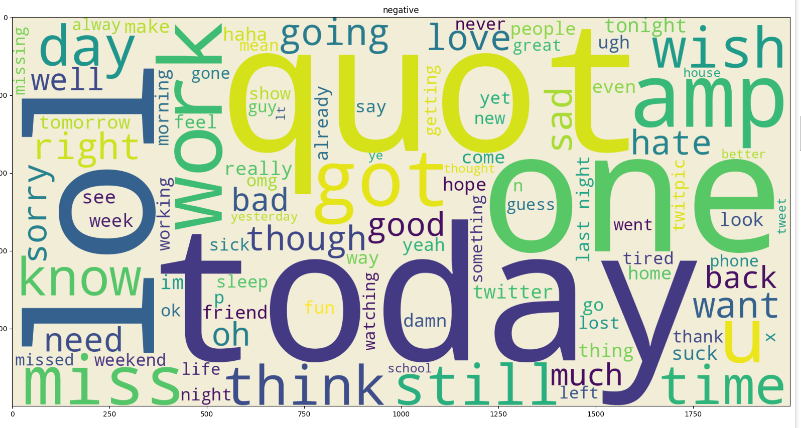 negative
0
250
500
750
1000
1250
1500
1750
missing
alway
make
day
well
lol
morning
work
gone
haha
mean
going
never
love
people
great
tonight
ugh
wish
house
amp
quot
show
guy
lt
already
say
getting
yet
new
sad
even
hate
tomorrow
right
feel
really
omg
ye
got
come
thought
hope
one
n
guess
last night
twitpic
better
look
tweet
went
sorry
see
week
working
bad
yesterday
good
though
sick
yeah
way
something
know
im
ok
today
sleep
p
friend
oh
fun
watching
damn
twitter
go
lost
tired
home
phone
back
want
need
missed
weekend
miss
life
night
think
school
still
much
left
thing
thank
suck
u
x
time